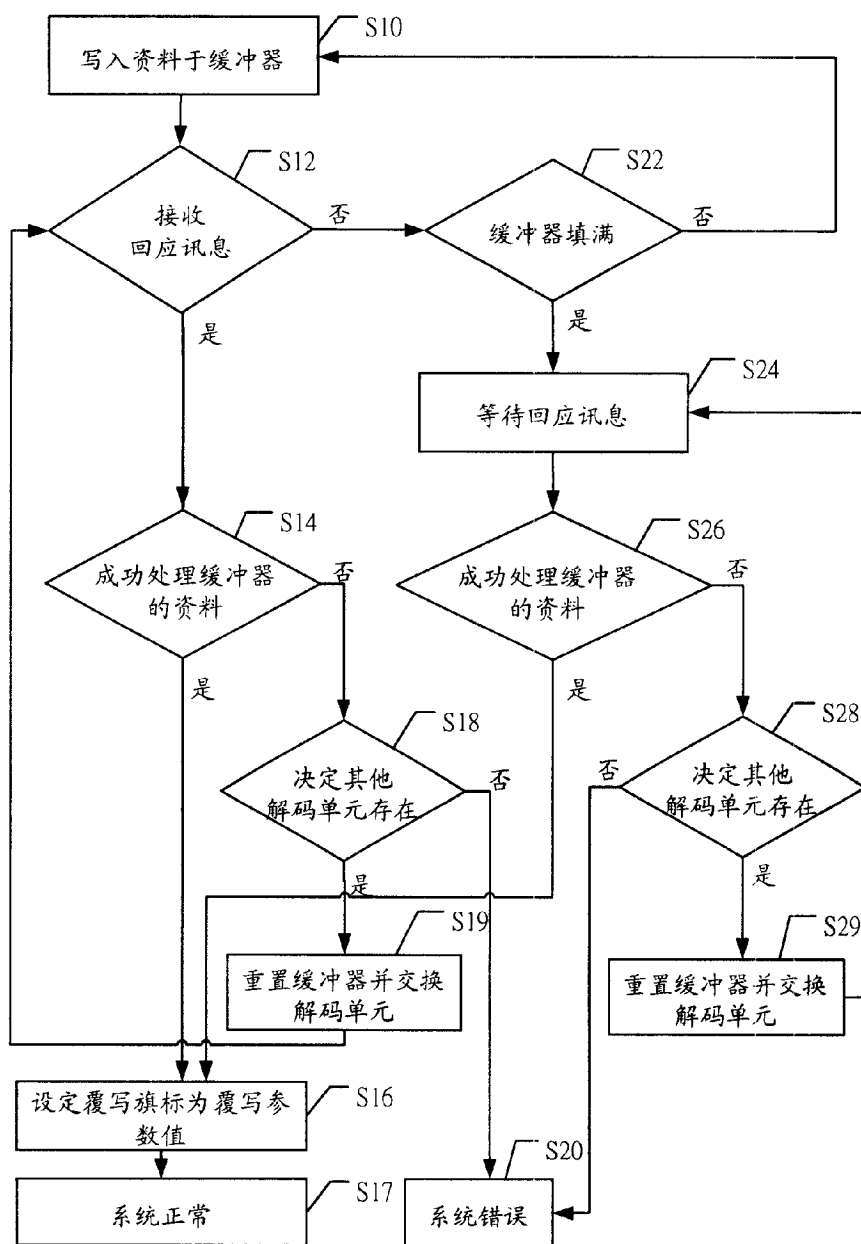 S10
写入资料于缓冲器
S12
接收
回应讯息
否
是
S22
缓冲器填满
否
是
S24
等待回应讯息
S14
成功处理缓冲器
的资料
否
是
S26
成功处理缓冲器
的资料
否
是
S18
决定其他
解码单元存在
否
是
S28
决定其他
解码单元存在
否
是
S19
重置缓冲器并交换
解码单元
S29
重置缓冲器并交换
解码单元
S16
设定覆写旗标为覆写参
数值
S17
系统正常
S20
系统错误